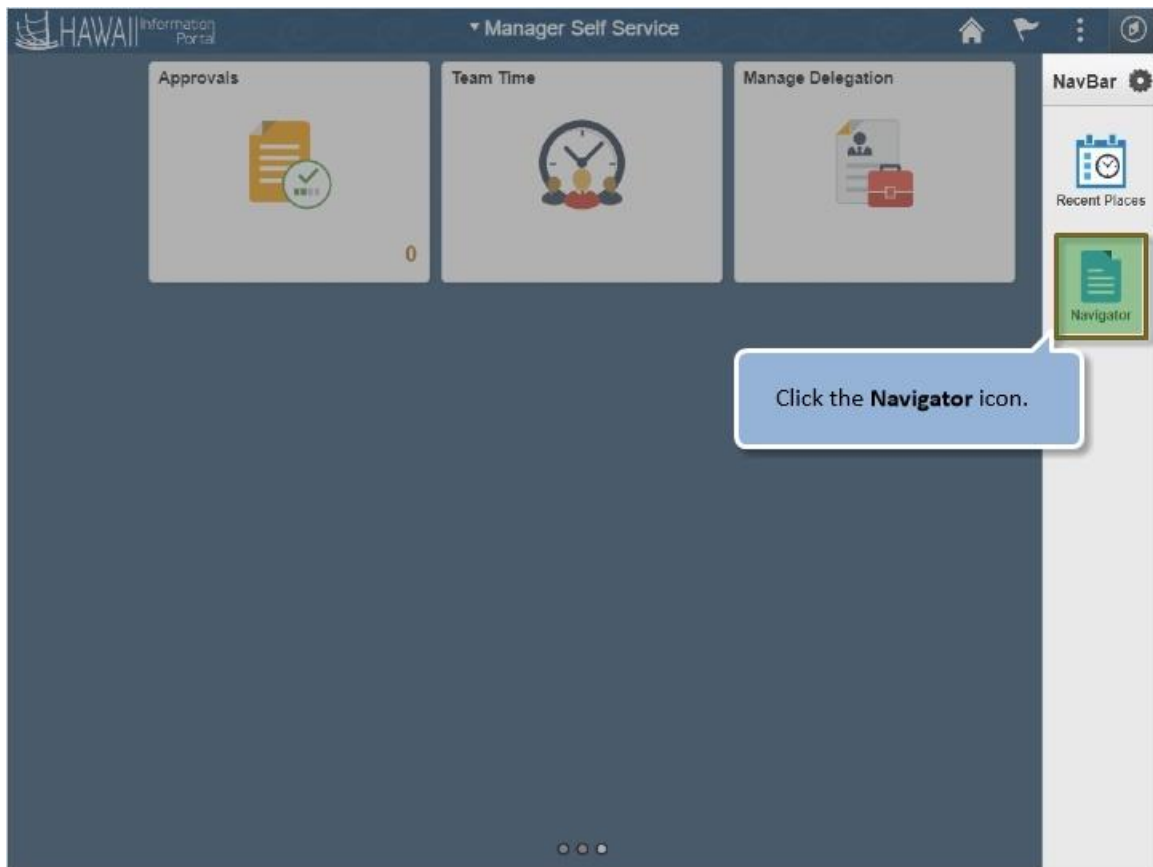 HAWAII Information Portal
Manager Self Service
Approvals
Team Time
Manage Delegation
NavBar
Recent Places
0
Navigator
Click the Navigator icon.